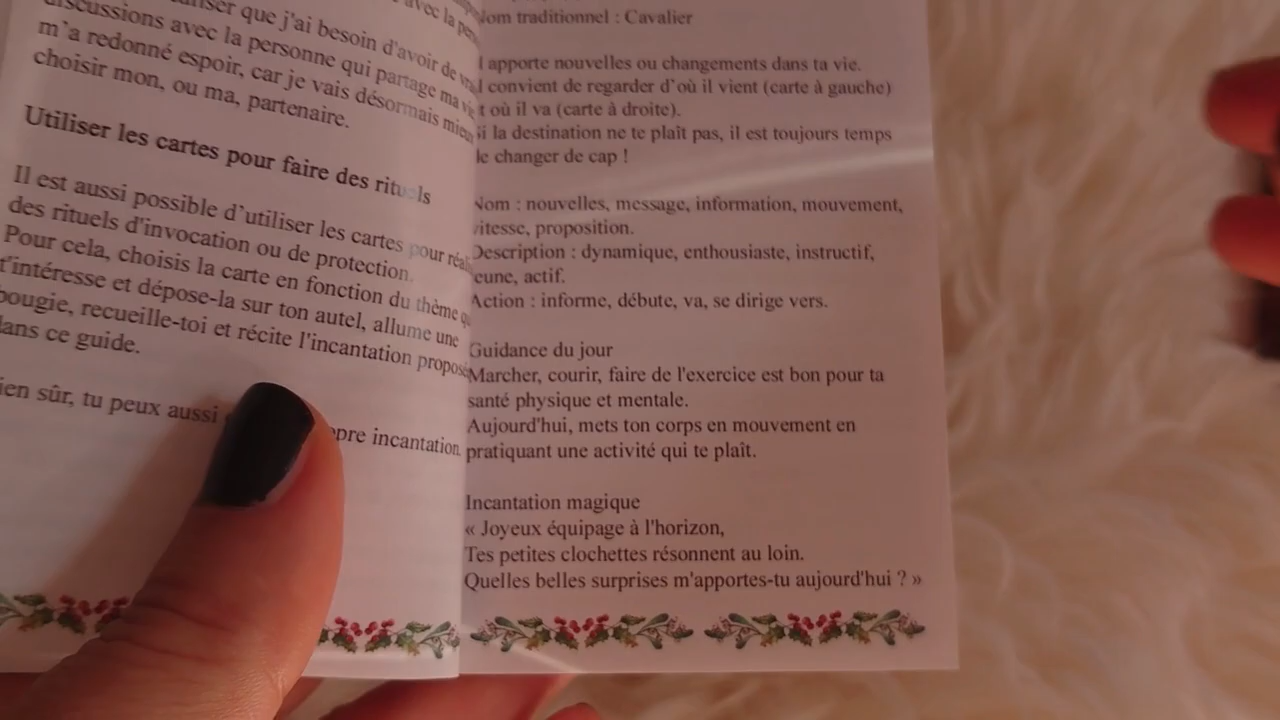 que j'ai besoin d'avoir de
discussions avec la personne qui partage ma vie
m'a redonné espoir, car je vais désormais mieux
choisir mon, ou ma, partenaire.
Utiliser les cartes pour faire des rituels
Il est aussi possible d'utiliser les cartes pour
des rituels d'invocation ou de protection.
Pour cela, choisis la carte en fonction du thème
t'intéresse et dépose-la sur ton autel, allume une
bougie, recueille-toi et récite l'incantation
dans ce guide.
sûr, tu peux aussi
incantation.
Nom traditionnel : Cavalier
apporte nouvelles ou changements dans ta vie.
convient de regarder d'où il vient (carte à gauche)
où il va (carte à droite).
la destination ne te plaît pas, il est toujours temps
changer de cap !
Nom : nouvelles, message, information, mouvement,
vitesse, proposition.
Description : dynamique, enthousiaste, instructif,
jeune, actif.
Action : informe, débute, va, se dirige vers.
Guidance du jour
Marcher, courir, faire de l'exercice est bon pour ta
santé physique et mentale.
Aujourd'hui, mets ton corps en mouvement en
pratiquant une activité qui te plaît.
Incantation magique
« Joyeux équipage à l'horizon,
Tes petites clochettes résonnent au loin.
Quelles belles surprises m'apportes-tu aujourd'hui ? »